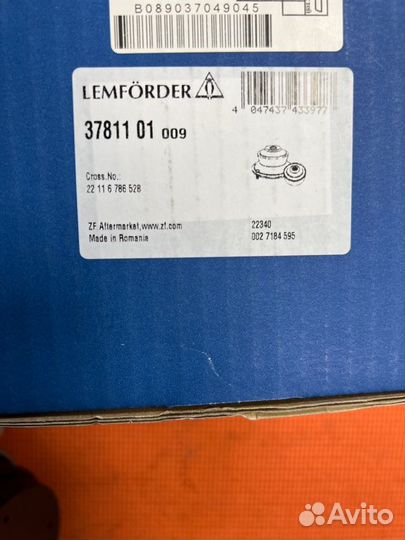 B089037049045
LEMFÖRDER
4 047437 433977
37811 01 009
Cross.No.:
22 11 6 786 528
ZF Aftermarket,www.zf.com
Made in Romania
22340
002 7184 595
Avito